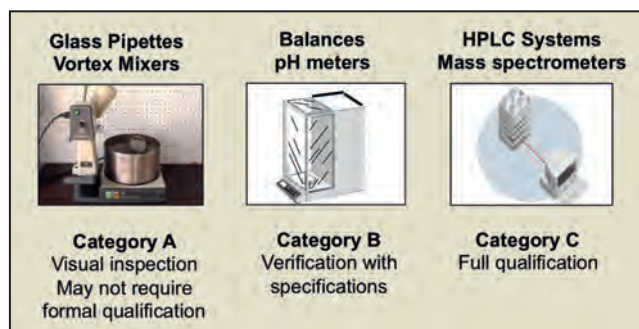 Glass Pipettes
Vortex Mixers
Balances
pH meters
HPLC Systems
Mass spectrometers
Category A
Visual inspection
May not require
formal qualification
Category B
Verification with
specifications
Category C
Full qualification